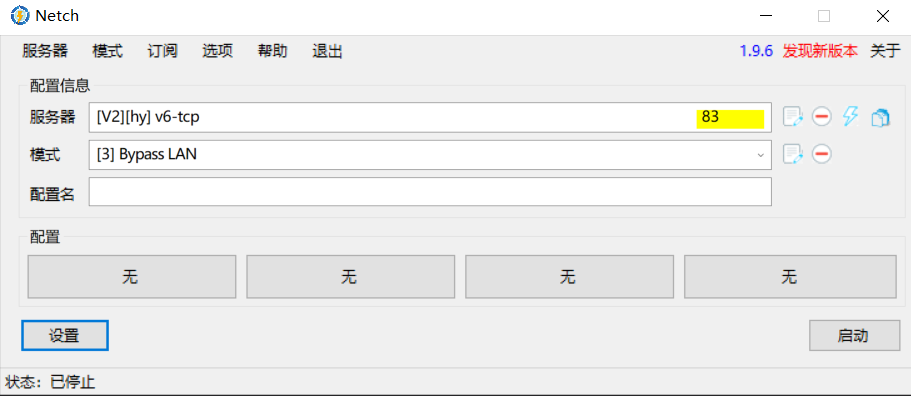 Netch
服务器 模式 订阅 选项 帮助 退出 1.9.6 发现新版本 关于
配置信息
服务器 [V2][hy] v6-tcp 83
模式 [3] Bypass LAN
配置名
配置
无 无 无 无
设置 启动
状态：已停止